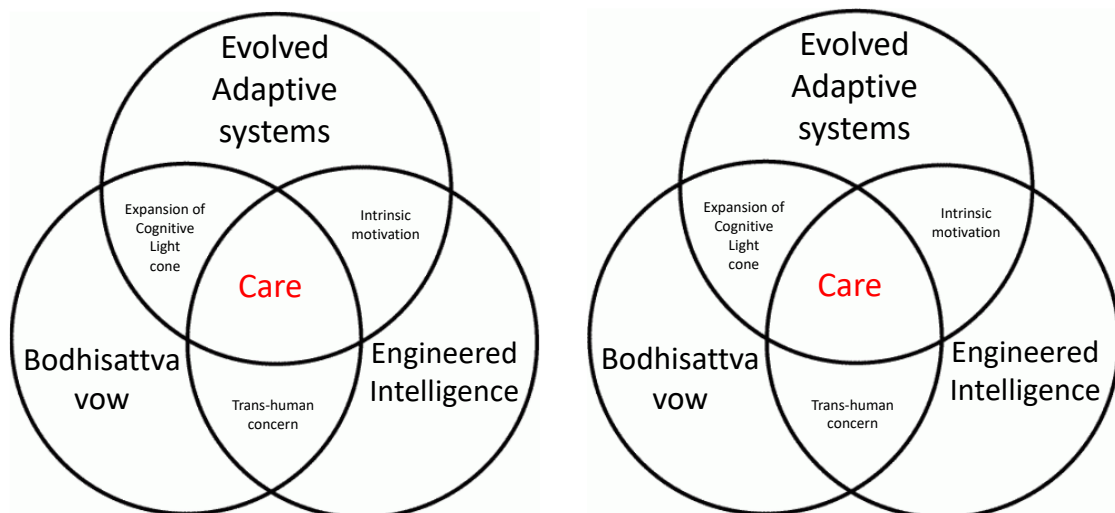 Evolved
Adaptive
systems
Expansion of
Cognitive
Light
cone
Intrinsic
motivation
Care
Bodhisattva
vow
Engineered
Intelligence
Trans-human
concern
Evolved
Adaptive
systems
Expansion of
Cognitive
Light
cone
Intrinsic
motivation
Care
Bodhisattva
vow
Engineered
Intelligence
Trans-human
concern